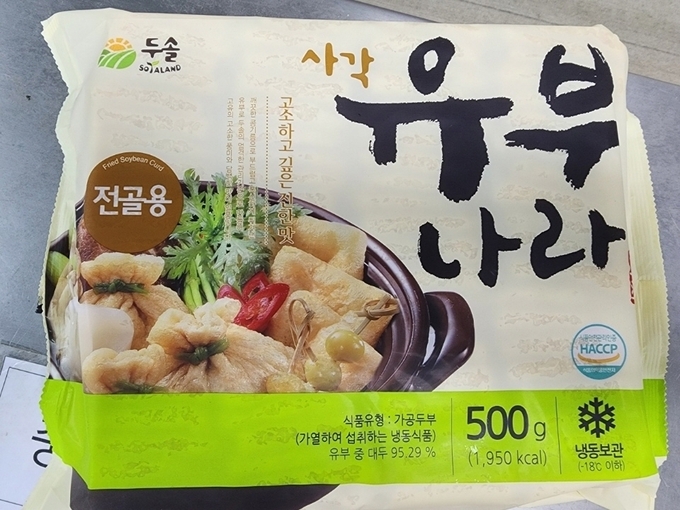 두솔
SOYALAND
사각
유부
나라
고소하고 깊은 진한 맛
Fried Soybean Curd
전골용
HACCP
식품유형 : 가공두부
(가열하여 섭취하는 냉동식품)
유부 중 대두 95.29 %
500 g
(1,950 kcal)
냉동보관
(-18℃ 이하)